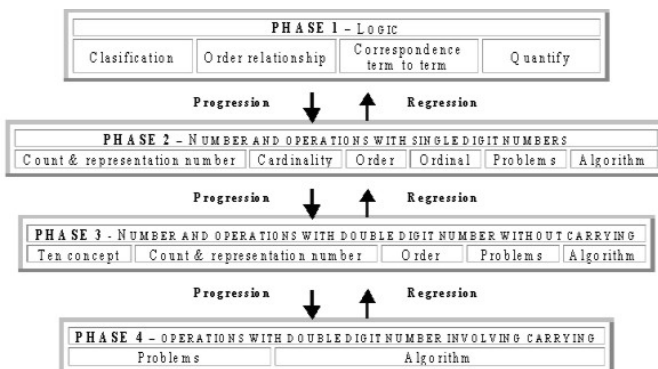 PHASE 1 - LOGIC
Clasification Order relationship Correspondence term to term Quantify
Progression Regression
PHASE 2 – NUMBER AND OPERATIONS WITH SINGLE DIGIT NUMBERS
Count & representation number Cardinality Order Ordinal Problems Algorithm
Progression Regression
PHASE 3 - NUMBER AND OPERATIONS WITH DOUBLE DIGIT NUMBER WITHOUT CARRYING
Ten concept Count & representation number Order Problems Algorithm
Progression Regression
PHASE 4 – OPERATIONS WITH DOUBLE DIGIT NUMBER INVOLVING CARRYING
Problems Algorithm